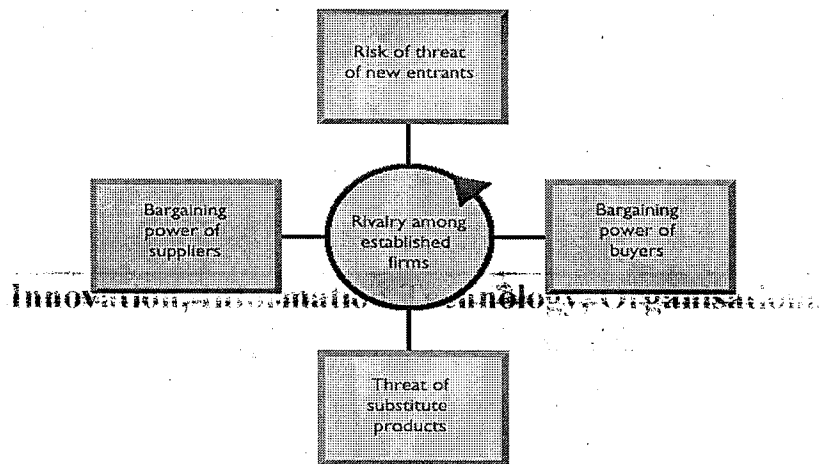 Risk of threat
of new entrants
Bargaining
power of
suppliers
Rivalry among
established
firms
Bargaining
power of
buyers
Innovation,
Threat of
substitute
products